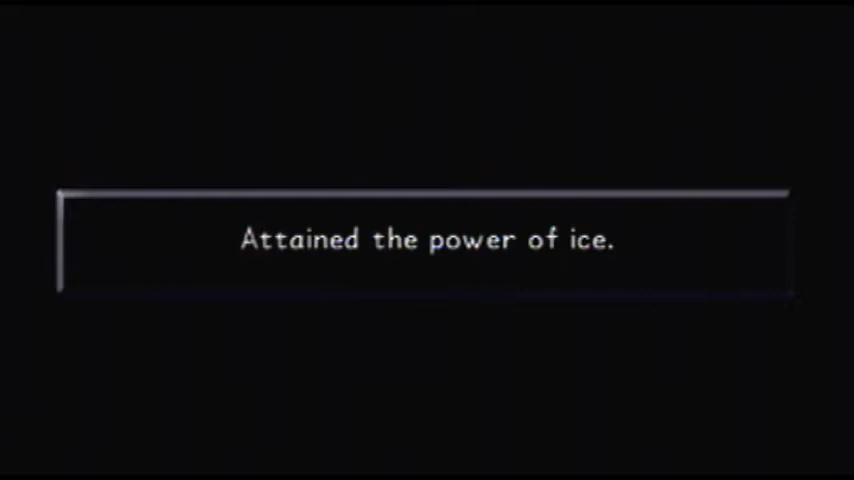 Attained the power of ice.